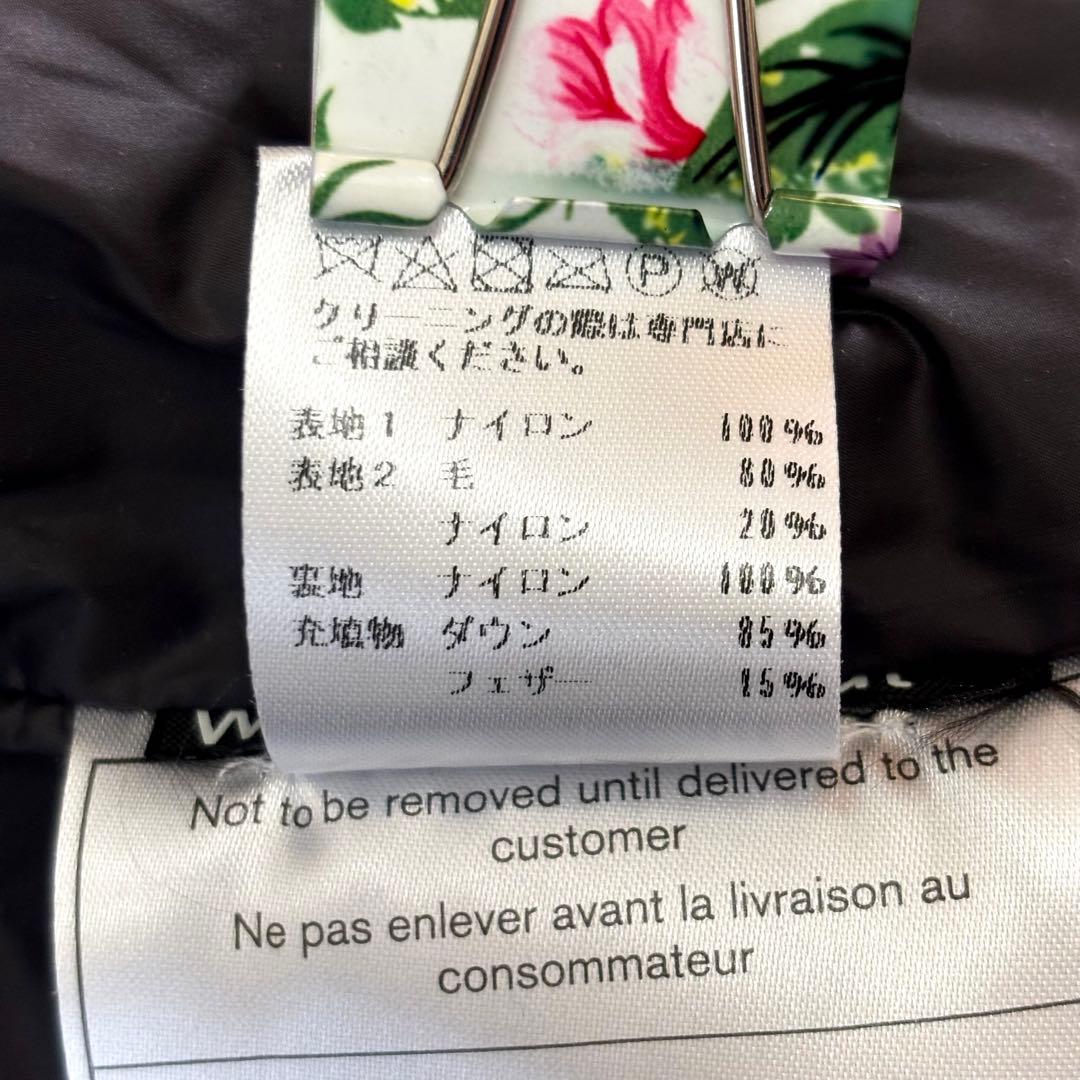 クリーニングの際は専門店に
ご相談ください。
表地1 ナイロン 100%
表地2 毛 80%
ナイロン 20%
裏地 ナイロン 100%
充填物 ダウン 85%
フェザー 15%
Not to be removed until delivered to the
customer
Ne pas enlever avant la livraison au
consommateur